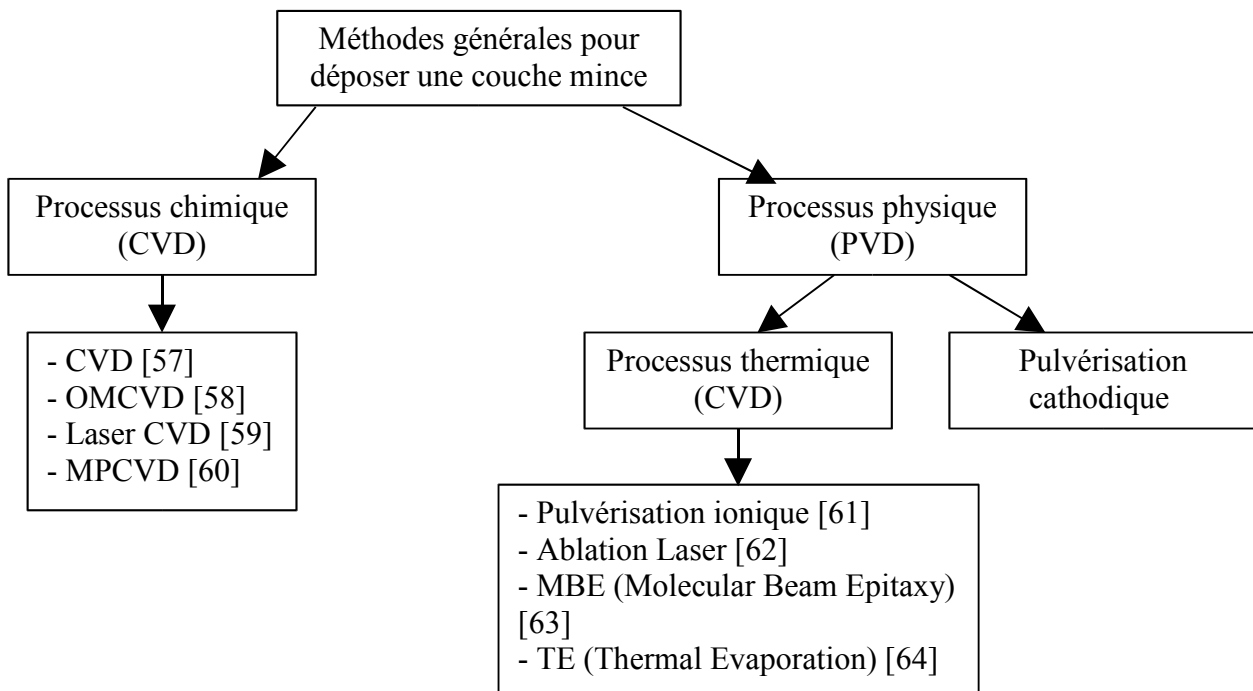 Méthodes générales pour
déposer une couche mince
Processus chimique
(CVD)
Processus physique
(PVD)
- CVD [57]
- OMCVD [58]
- Laser CVD [59]
- MPCVD [60]
Processus thermique
(CVD)
Pulvérisation
cathodique
- Pulvérisation ionique [61]
- Ablation Laser [62]
- MBE (Molecular Beam Epitaxy)
[63]
- TE (Thermal Evaporation) [64]